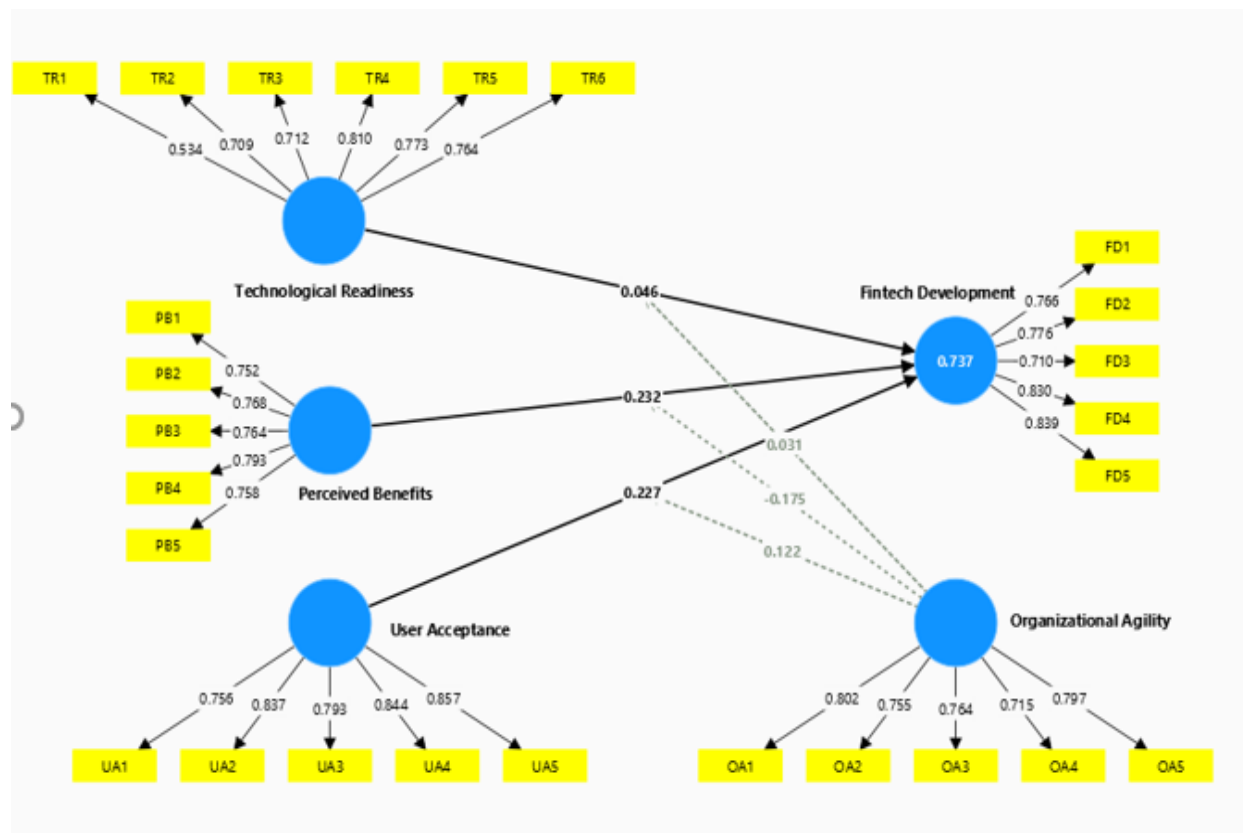 TR1 TR2 TR3 TR4 TR5 TR6
0.534 0.709 0.712 0.810 0.773 0.764
Technological Readiness
PB1
PB2
PB3
PB4
PB5
0.752
0.768
0.764
0.793
0.758
Perceived Benefits
User Acceptance
0.756 0.837 0.793 0.844 0.857
UA1 UA2 UA3 UA4 UA5
0.046
0.232
0.227
0.031
-0.175
0.122
Fintech Development
0.737
0.766
0.776
0.710
0.830
0.839
FD1
FD2
FD3
FD4
FD5
Organizational Agility
0.802 0.755 0.764 0.715 0.797
OA1 OA2 OA3 OA4 OA5